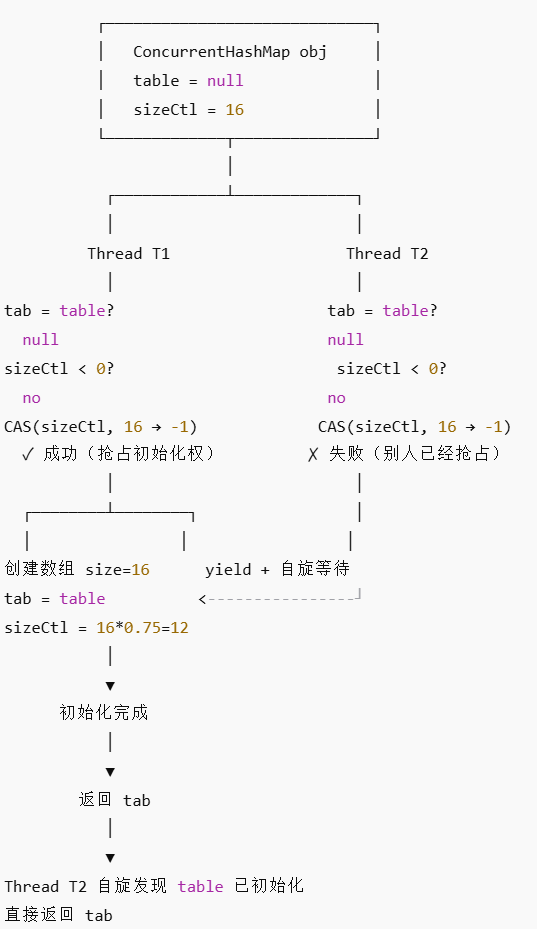 ConcurrentHashMap obj
table = null
sizeCtl = 16
Thread T1 Thread T2
tab = table? tab = table?
null null
sizeCtl < 0? sizeCtl < 0?
no no
CAS(sizeCtl, 16 → -1) CAS(sizeCtl, 16 → -1)
✓ 成功（抢占初始化权） ✗ 失败（别人已经抢占）
创建数组 size=16 yield + 自旋等待
tab = table
sizeCtl = 16*0.75=12
初始化完成
返回 tab
Thread T2 自旋发现 table 已初始化
直接返回 tab